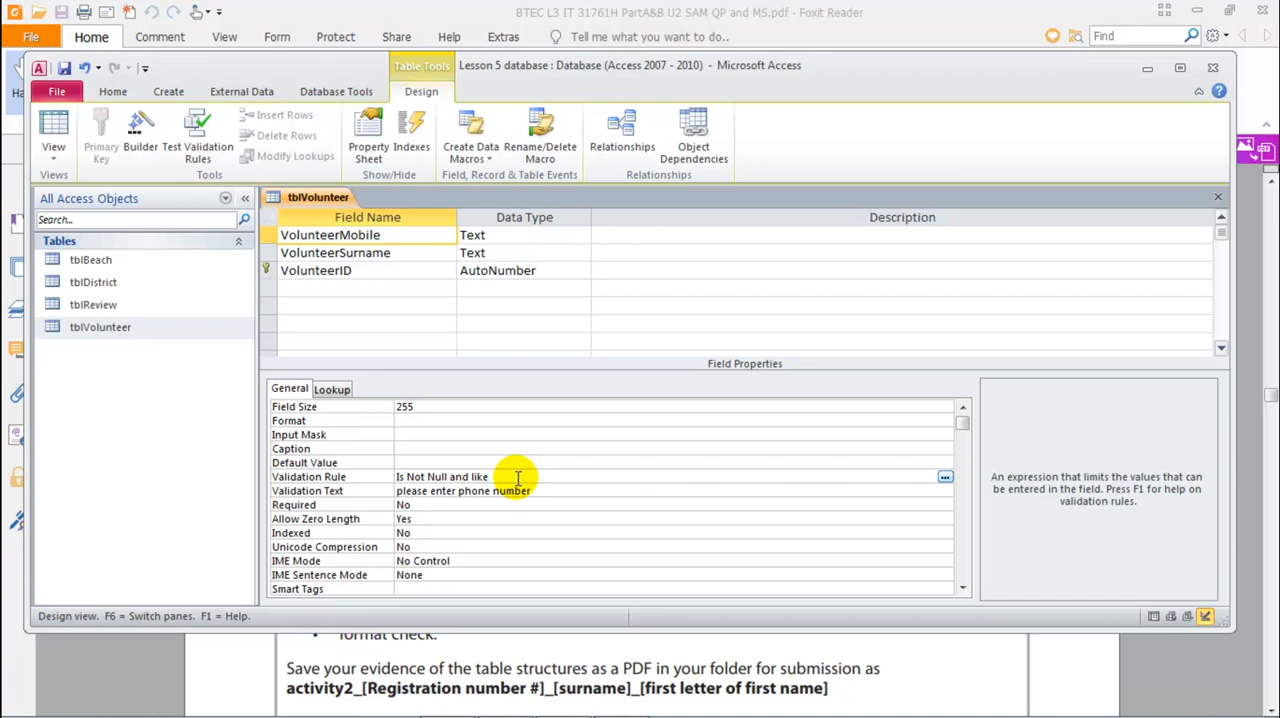 BTEC L3 IT 31761H PartA&B U2 SAM QP and MS.pdf - Foxit Reader
File Home Comment View Form Protect Share Help Extras Tell me what you want to do.. Find
Table Tools Lesson 5 database : Database (Access 2007 - 2010) - Microsoft Access
File Home Create External Data Database Tools Design
View
Primary Key
Builder
Test Validation Rules
Insert Rows
Delete Rows
Modify Lookups
Property Sheet
Indexes
Create Data Macros
Rename/Delete Macro
Relationships
Object Dependencies
Views Tools Show/Hide Field, Record & Table Events Relationships
All Access Objects
Search...
Tables
tblBeach
tblDistrict
tblReview
tblVolunteer
tblVolunteer
Field Name Data Type Description
VolunteerMobile Text
VolunteerSurname Text
VolunteerID AutoNumber
Field Properties
General Lookup
Field Size 255
Format
Input Mask
Caption
Default Value
Validation Rule Is Not Null and like
Validation Text please enter phone number
Required No
Allow Zero Length Yes
Indexed No
Unicode Compression No
IME Mode No Control
IME Sentence Mode None
Smart Tags
An expression that limits the values that can
be entered in the field. Press F1 for help on
validation rules.
Design view. F6 = Switch panes. F1 = Help.
format check.
Save your evidence of the table structures as a PDF in your folder for submission as
activity2_[Registration number #]_[surname]_[first letter of first name]